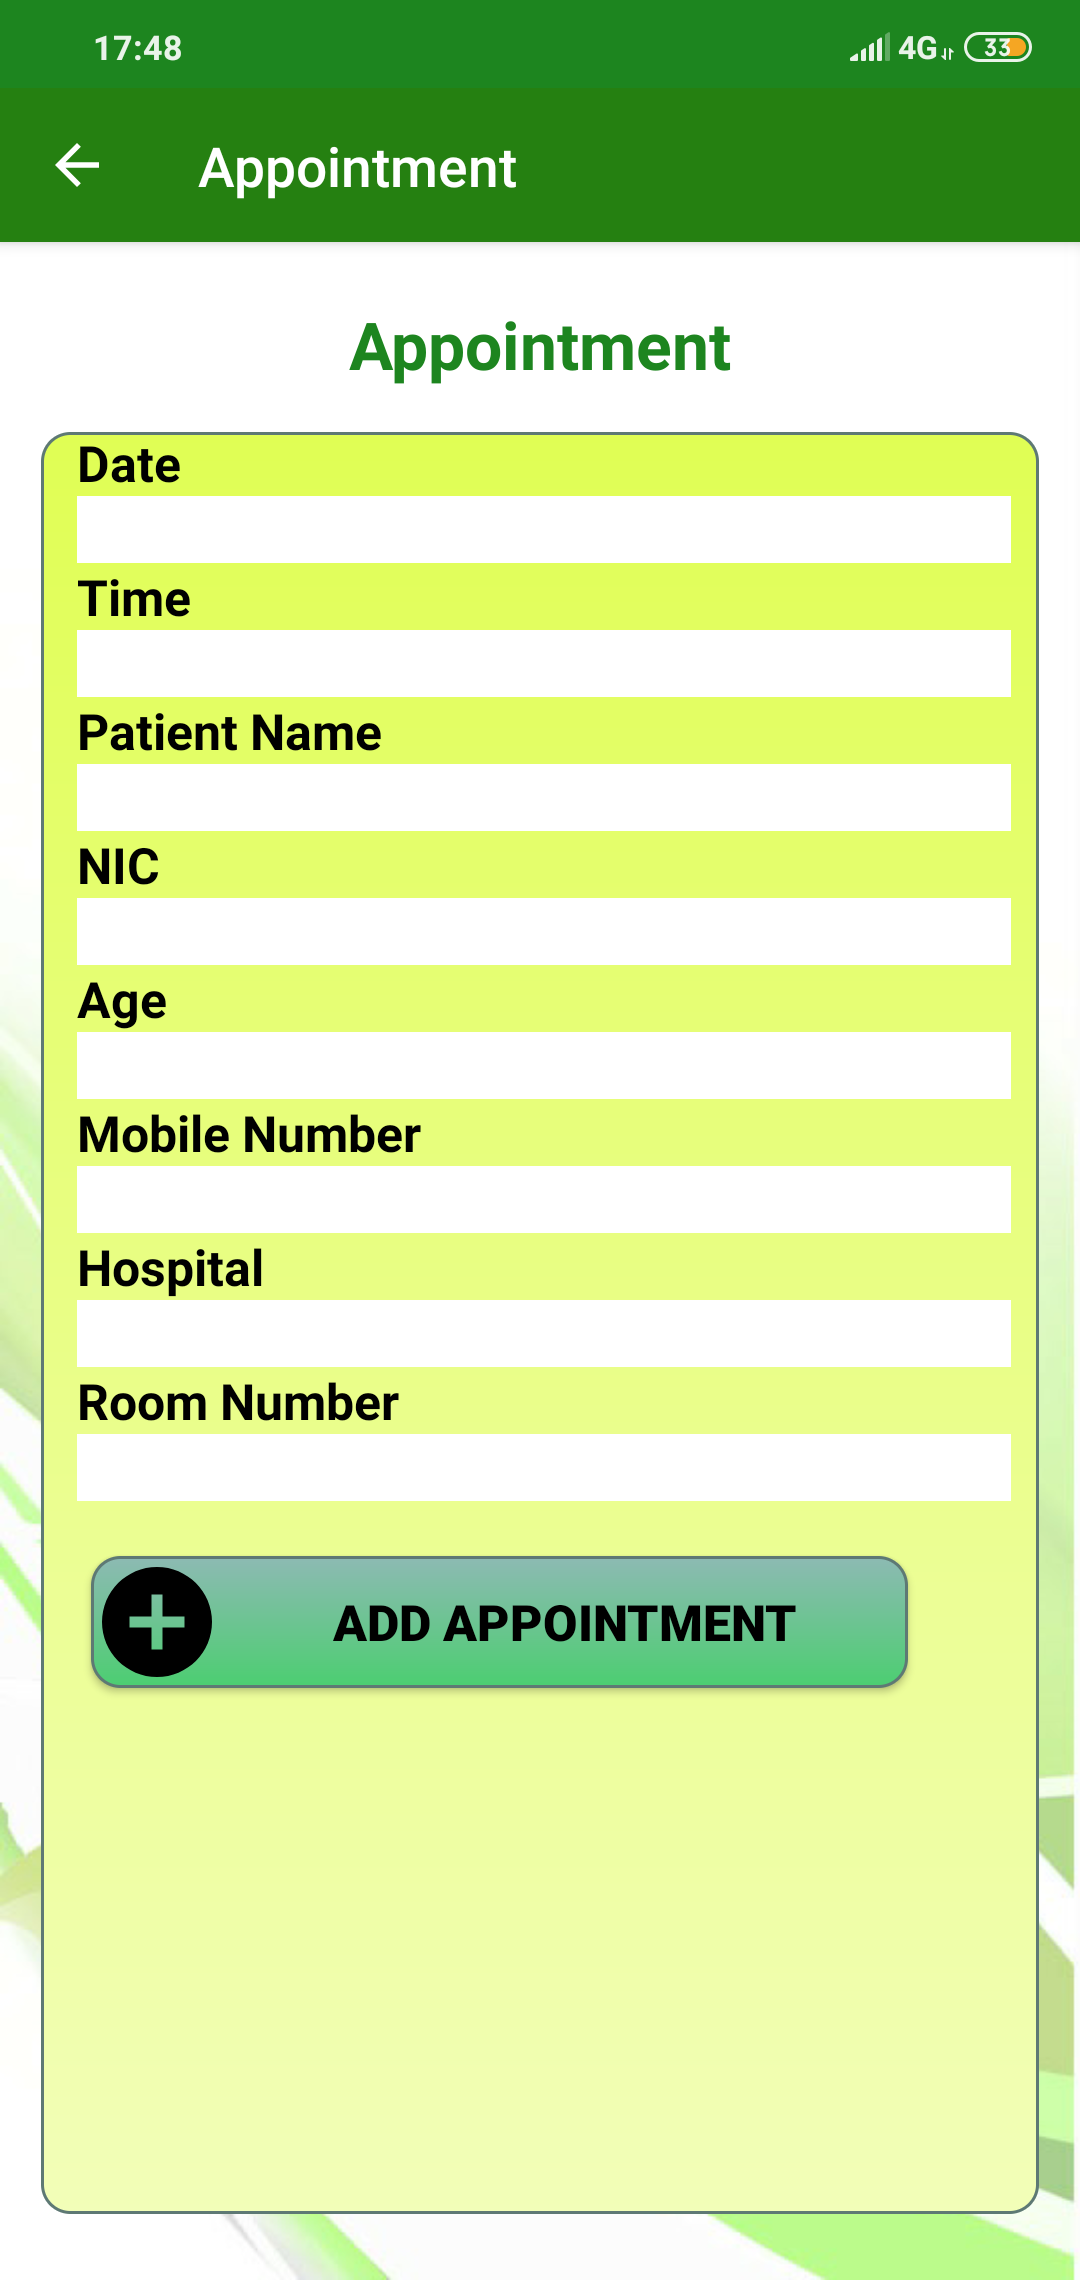 17:48 4G 33
Appointment
Appointment
Date
Time
Patient Name
NIC
Age
Mobile Number
Hospital
Room Number
ADD APPOINTMENT